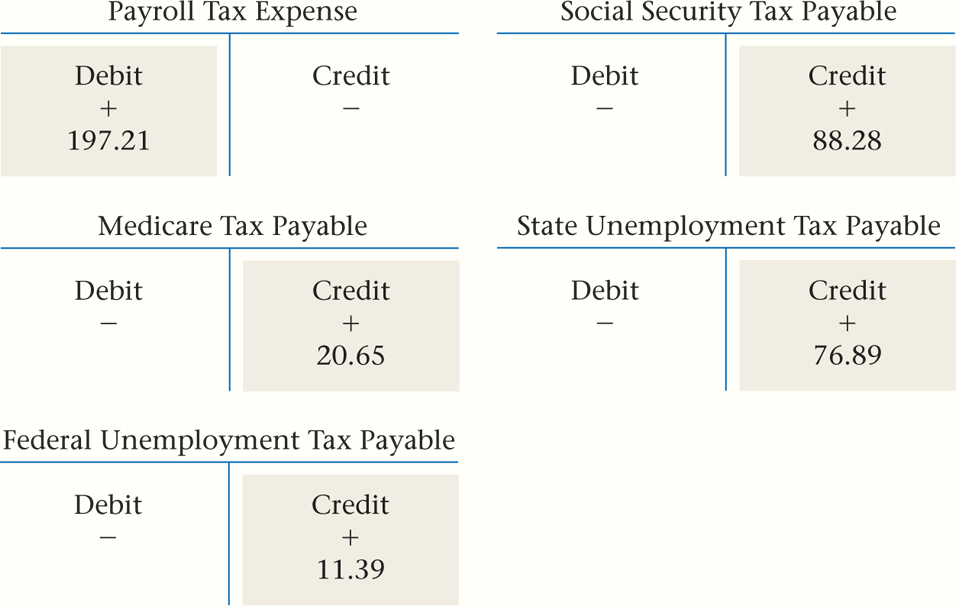 Payroll Tax Expense
Debit
+
197.21
Credit
−
Social Security Tax Payable
Debit
−
Credit
+
88.28
Medicare Tax Payable
Debit
−
Credit
+
20.65
State Unemployment Tax Payable
Debit
−
Credit
+
76.89
Federal Unemployment Tax Payable
Debit
−
Credit
+
11.39